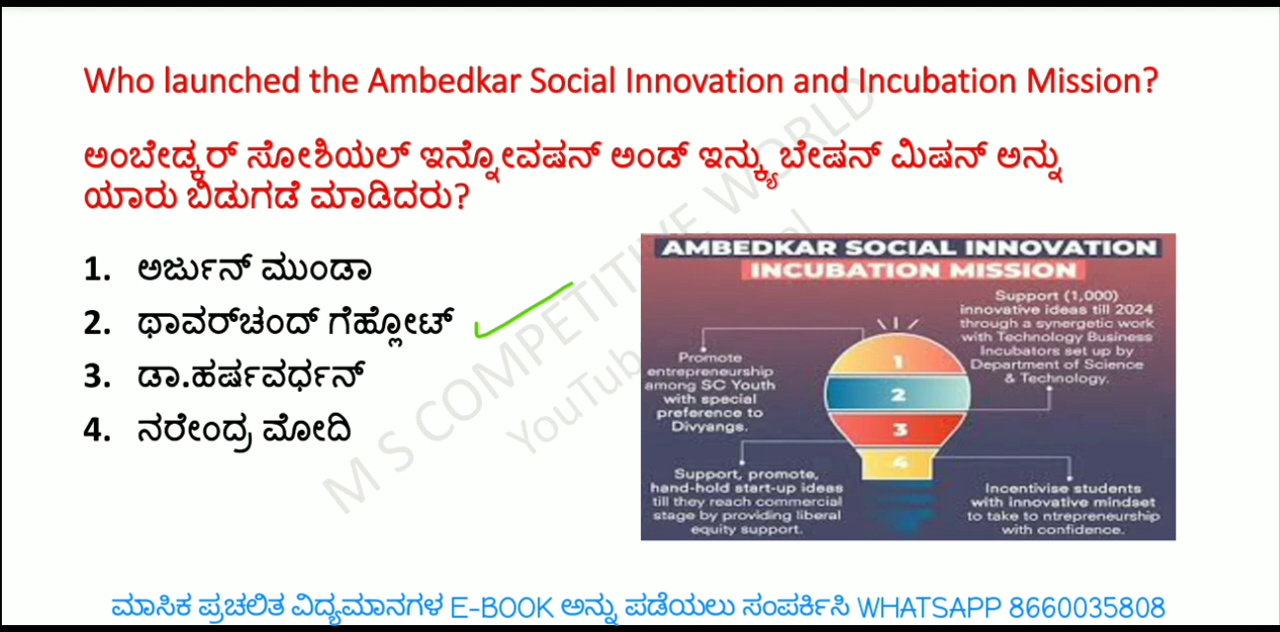 Who launched the Ambedkar Social Innovation and Incubation Mission?
ಅಂಬೇಡ್ಕರ್ ಸೋಶಿಯಲ್ ಇನ್ನೋವಷನ್ ಅಂಡ್ ಇನ್ಕ್ಯುಬೇಷನ್ ಮಿಷನ್ ಅನ್ನು
ಯಾರು ಬಿಡುಗಡೆ ಮಾಡಿದರು?
1. ಅರ್ಜುನ್ ಮುಂಡಾ
2. ಥಾವರ್‌ಚಂದ್ ಗೆಹ್ಲೋಟ್
3. ಡಾ.ಹರ್ಷವರ್ಧನ್
4. ನರೇಂದ್ರ ಮೋದಿ
M S COMPETITIVE WORLD
YouTube
AMBEDKAR SOCIAL INNOVATION
INCUBATION MISSION
Support (1,000)
innovative ideas till 2024
through a synergetic work
with Technology Business
Incubators set up by
Department of Science
& Technology.
Promote
entrepreneurship
among SC Youth
with special
preference to
Divyangs.
1
2
3
4
Support, promote,
hand-hold start-up ideas
till they reach commercial
stage by providing liberal
equity support.
Incentivise students
with innovative mindset
to take to ntrepreneurship
with confidence.
ಮಾಸಿಕ ಪ್ರಚಲಿತ ವಿದ್ಯಮಾನಗಳ E-BOOK ಅನ್ನು ಪಡೆಯಲು ಸಂಪರ್ಕಿಸಿ WHATSAPP 8660035808